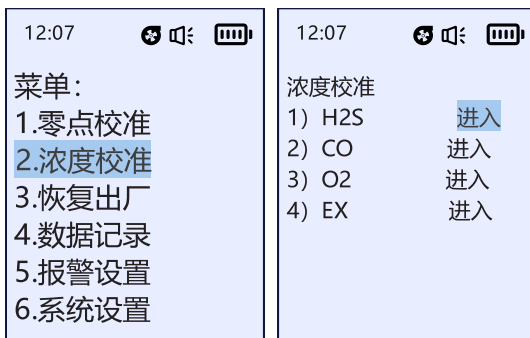 12:07
菜单：
1.零点校准
2.浓度校准
3.恢复出厂
4.数据记录
5.报警设置
6.系统设置
12:07
浓度校准
1）H2S 进入
2）CO 进入
3）O2 进入
4）EX 进入